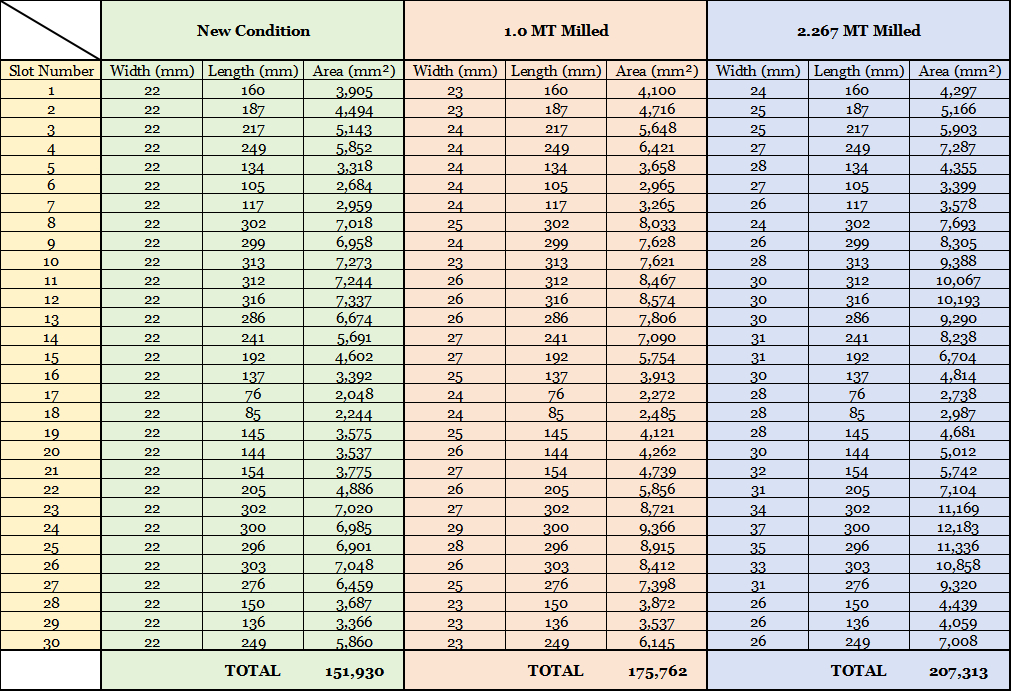 New Condition 1.0 MT Milled 2.267 MT Milled
Slot Number Width (mm) Length (mm) Area (mm²) Width (mm) Length (mm) Area (mm²) Width (mm) Length (mm) Area (mm²)
1 22 160 3,905 23 160 4,100 24 160 4,297
2 22 187 4,494 23 187 4,716 25 187 5,166
3 22 217 5,143 24 217 5,648 25 217 5,903
4 22 249 5,852 24 249 6,421 27 249 7,287
5 22 134 3,318 24 134 3,658 28 134 4,355
6 22 105 2,684 24 105 2,965 27 105 3,399
7 22 117 2,959 24 117 3,265 26 117 3,578
8 22 302 7,018 25 302 8,033 24 302 7,693
9 22 299 6,958 24 299 7,628 26 299 8,305
10 22 313 7,273 23 313 7,621 28 313 9,388
11 22 312 7,244 26 312 8,467 30 312 10,067
12 22 316 7,337 26 316 8,574 30 316 10,193
13 22 286 6,674 26 286 7,806 30 286 9,290
14 22 241 5,691 27 241 7,090 31 241 8,238
15 22 192 4,602 27 192 5,754 31 192 6,704
16 22 137 3,392 25 137 3,913 30 137 4,814
17 22 76 2,048 24 76 2,272 28 76 2,738
18 22 85 2,244 24 85 2,485 28 85 2,987
19 22 145 3,575 25 145 4,121 28 145 4,681
20 22 144 3,537 26 144 4,262 30 144 5,012
21 22 154 3,775 27 154 4,739 32 154 5,742
22 22 205 4,886 26 205 5,856 31 205 7,104
23 22 302 7,020 27 302 8,721 34 302 11,169
24 22 300 6,985 29 300 9,366 37 300 12,183
25 22 296 6,901 28 296 8,915 35 296 11,336
26 22 303 7,048 26 303 8,412 33 303 10,858
27 22 276 6,459 25 276 7,398 31 276 9,320
28 22 150 3,687 23 150 3,872 26 150 4,439
29 22 136 3,366 23 136 3,537 26 136 4,059
30 22 249 5,860 23 249 6,145 26 249 7,008
TOTAL 151,930 TOTAL 175,762 TOTAL 207,313